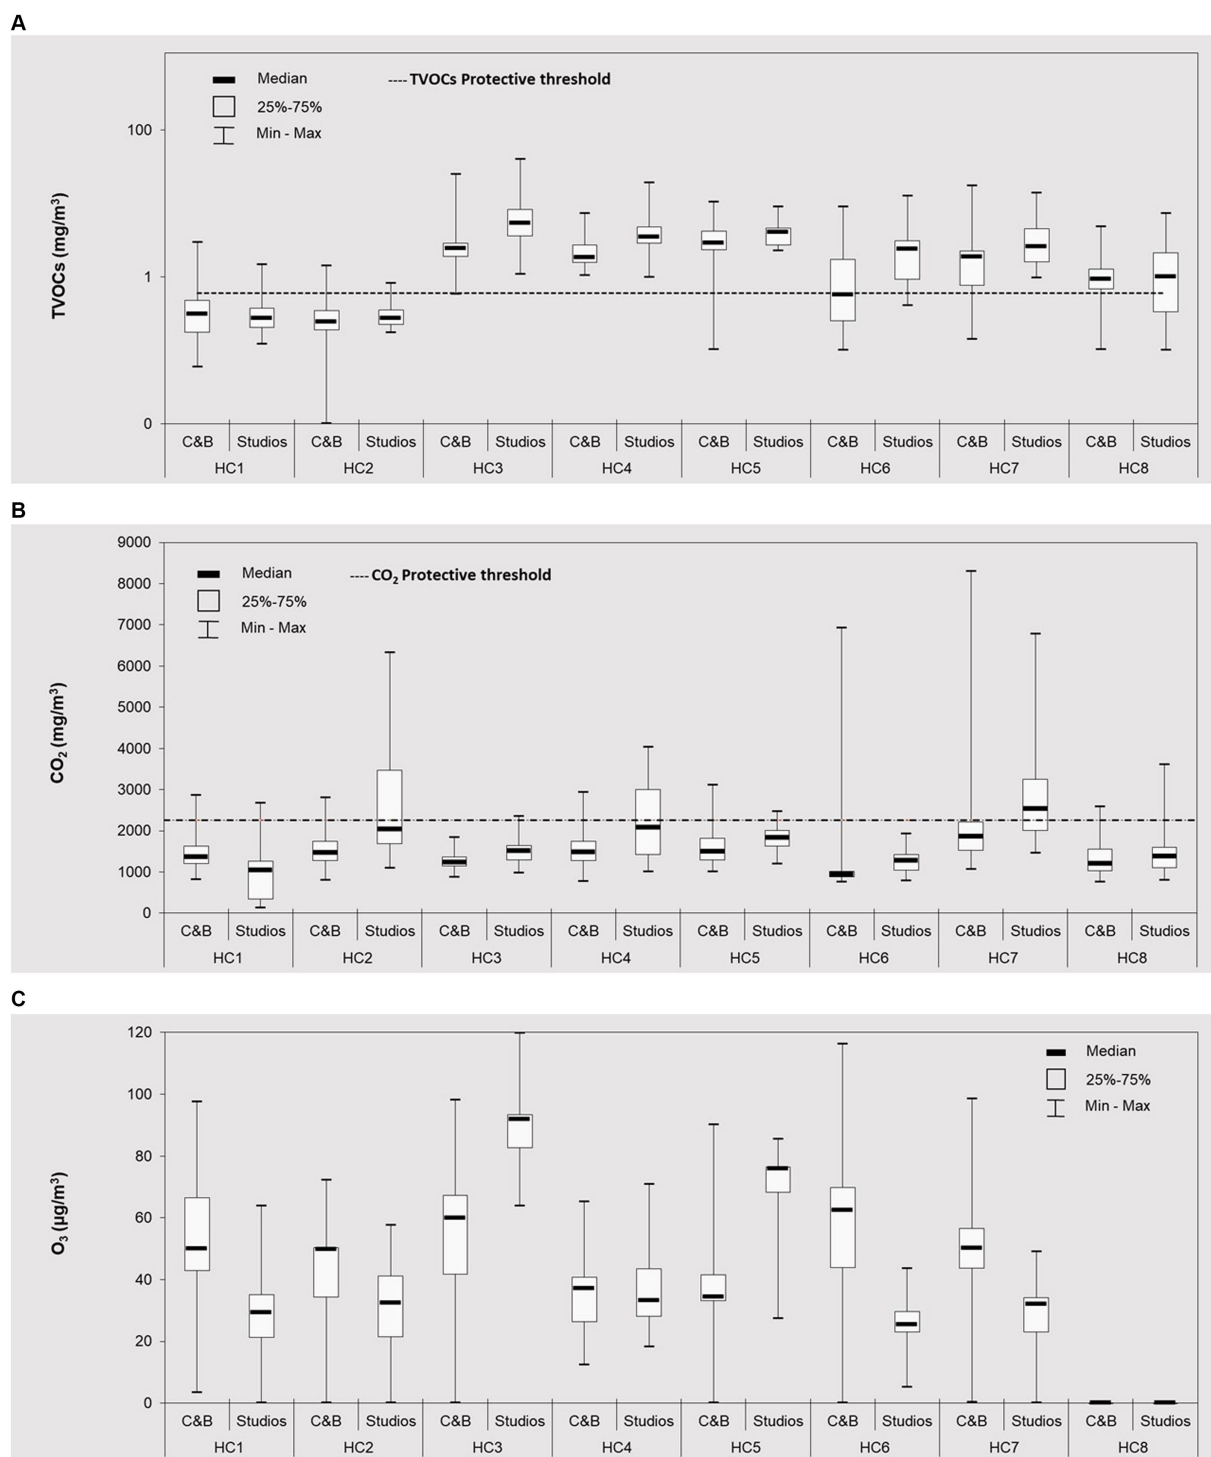 A
Median
---- TVOCs Protective threshold
25%-75%
Min - Max
100
1
0
TVOCs (mg/m³)
C&B Studios C&B Studios C&B Studios C&B Studios C&B Studios C&B Studios C&B Studios C&B Studios
HC1 HC2 HC3 HC4 HC5 HC6 HC7 HC8
B
9000
8000
7000
6000
5000
4000
3000
2000
1000
0
Median
---- CO₂ Protective threshold
25%-75%
Min - Max
CO₂ (mg/m³)
C&B Studios C&B Studios C&B Studios C&B Studios C&B Studios C&B Studios C&B Studios C&B Studios
HC1 HC2 HC3 HC4 HC5 HC6 HC7 HC8
C
120
100
80
60
40
20
0
Median
25%-75%
Min - Max
O₃ (µg/m³)
C&B Studios C&B Studios C&B Studios C&B Studios C&B Studios C&B Studios C&B Studios C&B Studios
HC1 HC2 HC3 HC4 HC5 HC6 HC7 HC8